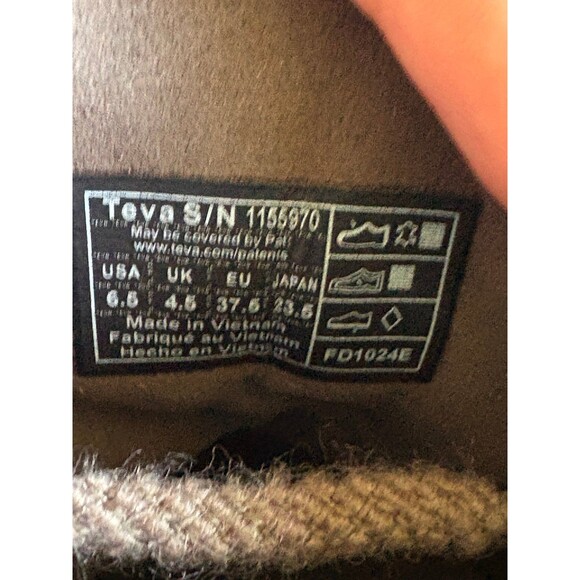 Teva S/N 1155970
May be covered by Pat
www.teva.com/patents
USA UK EU JAPAN
6.5 4.5 37.5 23.5
Made in Vietnam
Fabriqué au Vietnam
Hecho en Vietnam
FD1024E